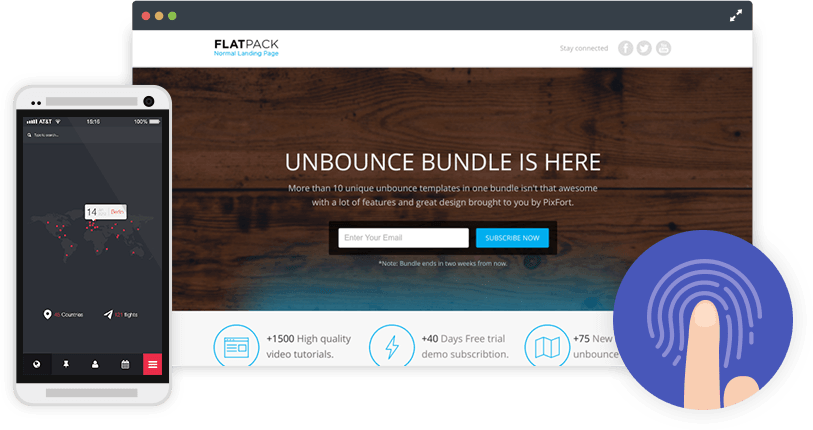 FLATPACK
Normal Landing Page
Stay connected
You
AT&T
15:15
100%
Type to search...
14
Berlin
Countries
flights
UNBOUNCE BUNDLE IS HERE
More than 10 unique unbounce templates in one bundle isn't that awesome
with a lot of features and great design brought to you by PixFort.
Enter Your Email
SUBSCRIBE NOW
*Note: Bundle ends in two weeks from now.
+1500 High quality
video tutorials.
+40 Days Free trial
demo subscribtion.
+75 New
unbounce